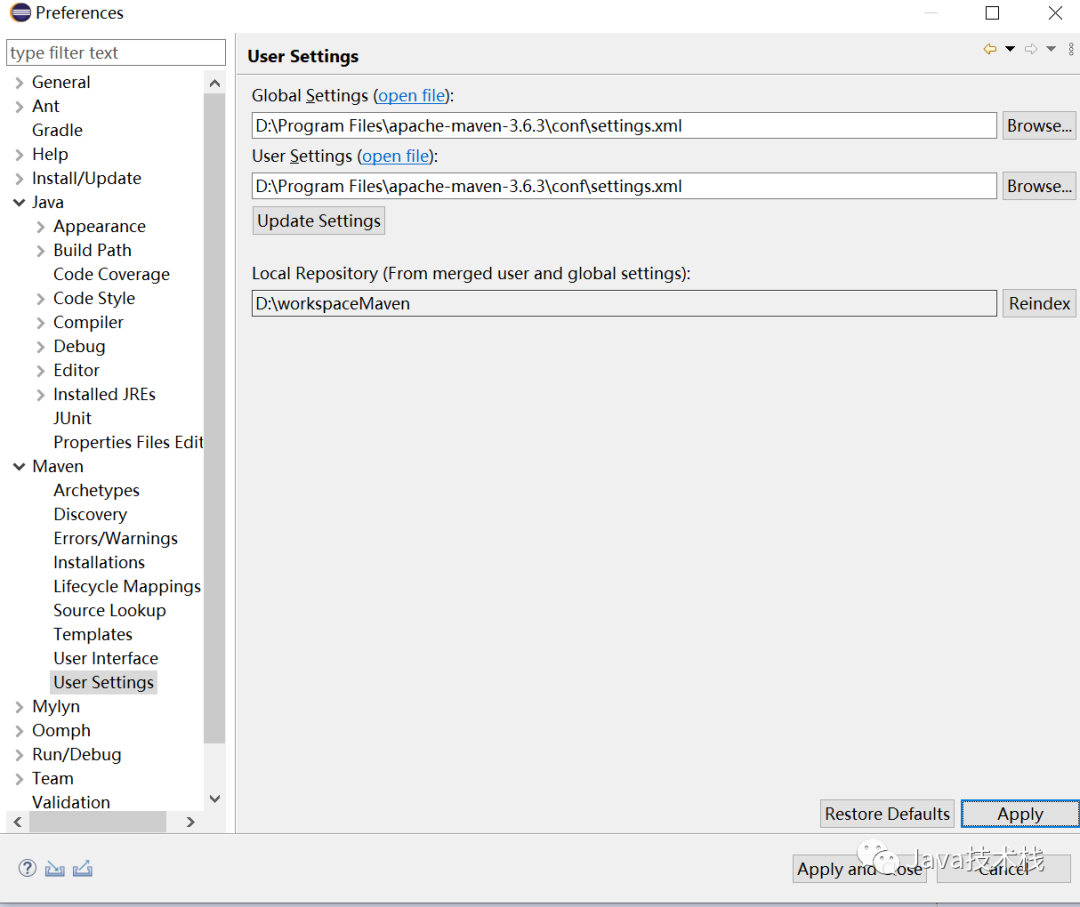 Preferences
type filter text
General
Ant
Gradle
Help
Install/Update
Java
Appearance
Build Path
Code Coverage
Code Style
Compiler
Debug
Editor
Installed JREs
JUnit
Properties Files Edit
Maven
Archetypes
Discovery
Errors/Warnings
Installations
Lifecycle Mappings
Source Lookup
Templates
User Interface
User Settings
Mylyn
Oomph
Run/Debug
Team
Validation
User Settings
Global Settings (open file):
D:\Program Files\apache-maven-3.6.3\conf\settings.xml Browse...
User Settings (open file):
D:\Program Files\apache-maven-3.6.3\conf\settings.xml Browse...
Update Settings
Local Repository (From merged user and global settings):
D:\workspaceMaven Reindex
Restore Defaults Apply
Apply and Close Cancel
Java技术栈